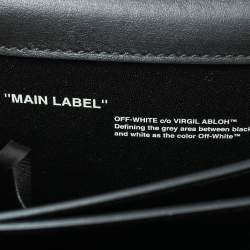 "MAIN LABEL"
OFF-WHITE c/o VIRGIL ABLOH™
Defining the grey area between black
and white as the color Off-White™